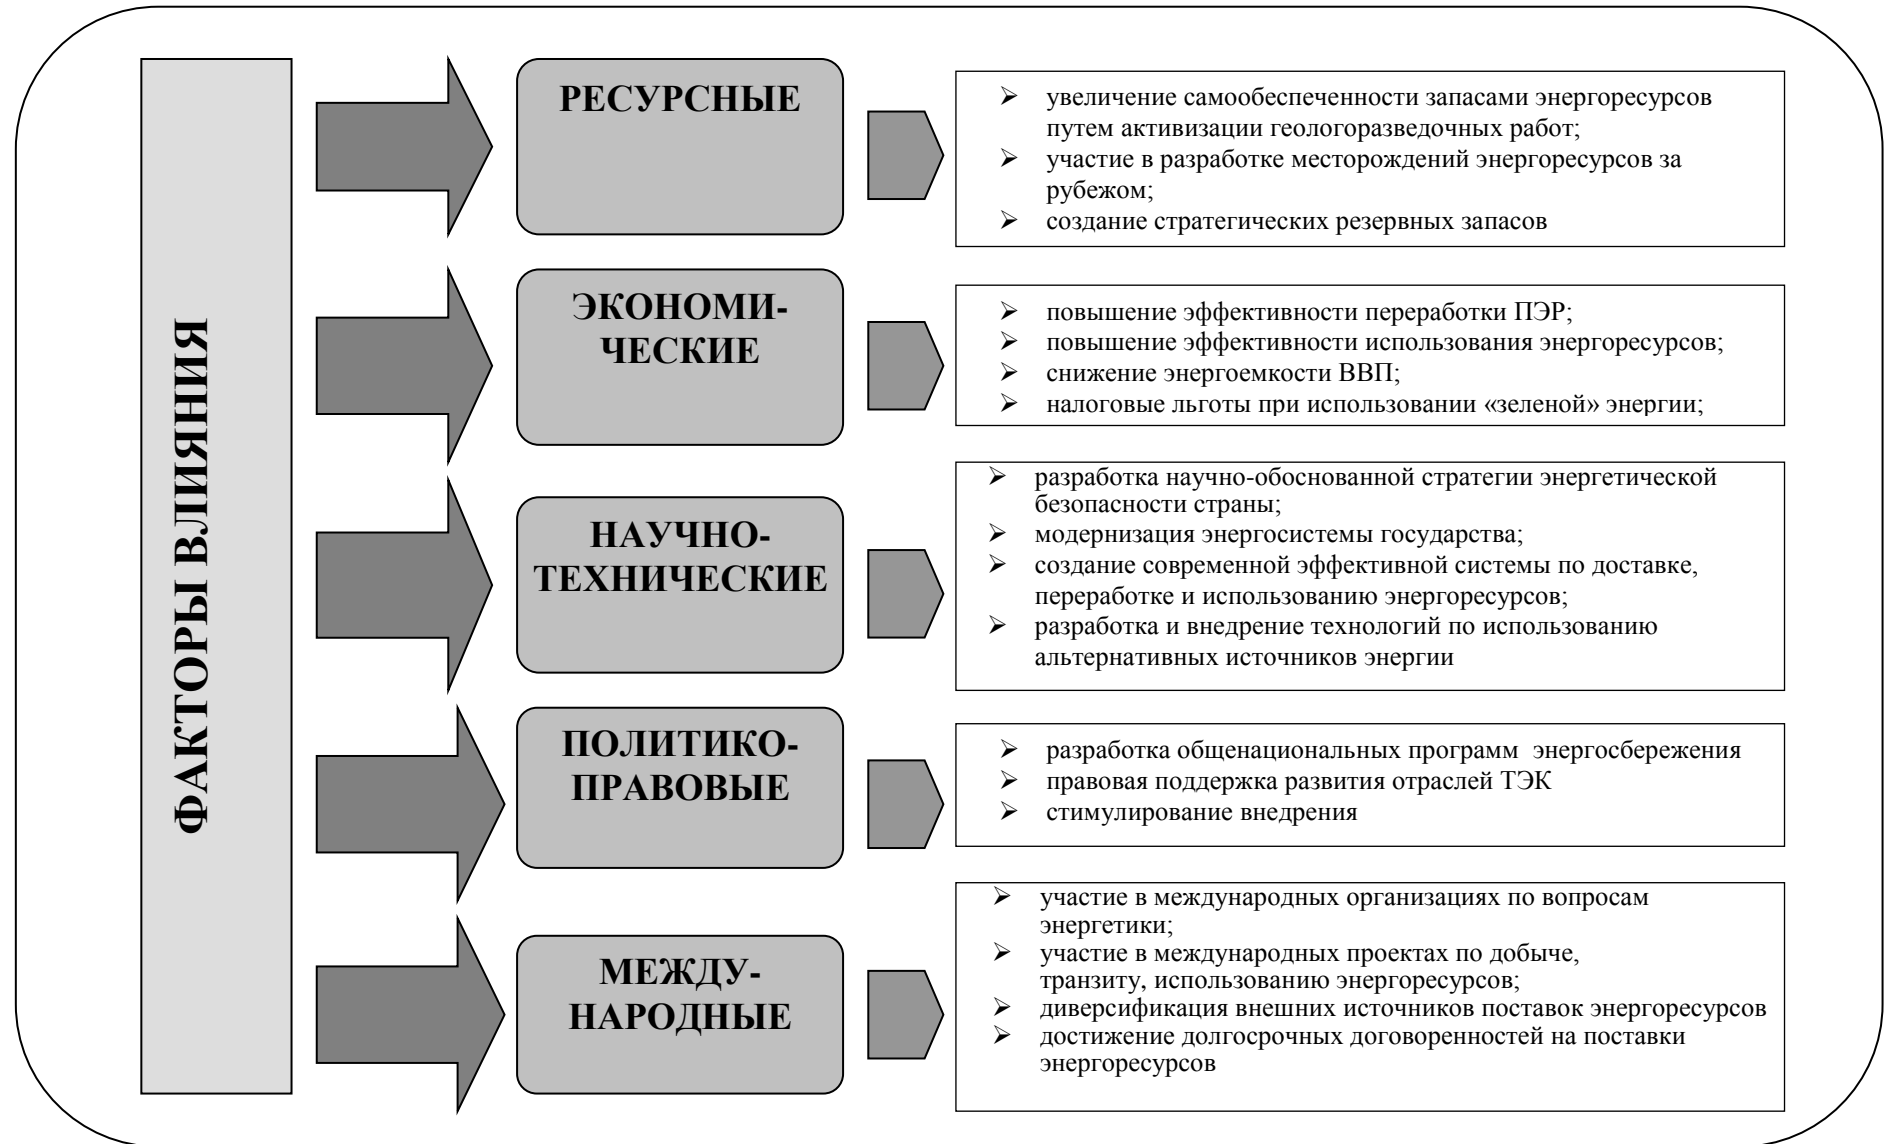 ФАКТОРЫ ВЛИЯНИЯ
РЕСУРСНЫЕ
увеличение самообеспеченности запасами энергоресурсов
путем активизации геологоразведочных работ;
участие в разработке месторождений энергоресурсов за
рубежом;
создание стратегических резервных запасов
ЭКОНОМИ-
ЧЕСКИЕ
повышение эффективности переработки ПЭР;
повышение эффективности использования энергоресурсов;
снижение энергоемкости ВВП;
налоговые льготы при использовании «зеленой» энергии;
НАУЧНО-
ТЕХНИЧЕСКИЕ
разработка научно-обоснованной стратегии энергетической
безопасности страны;
модернизация энергосистемы государства;
создание современной эффективной системы по доставке,
переработке и использованию энергоресурсов;
разработка и внедрение технологий по использованию
альтернативных источников энергии
ПОЛИТИКО-
ПРАВОВЫЕ
разработка общенациональных программ  энергосбережения
правовая поддержка развития отраслей ТЭК
стимулирование внедрения
МЕЖДУ-
НАРОДНЫЕ
участие в международных организациях по вопросам
энергетики;
участие в международных проектах по добыче,
транзиту, использованию энергоресурсов;
диверсификация внешних источников поставок энергоресурсов
достижение долгосрочных договоренностей на поставки
энергоресурсов